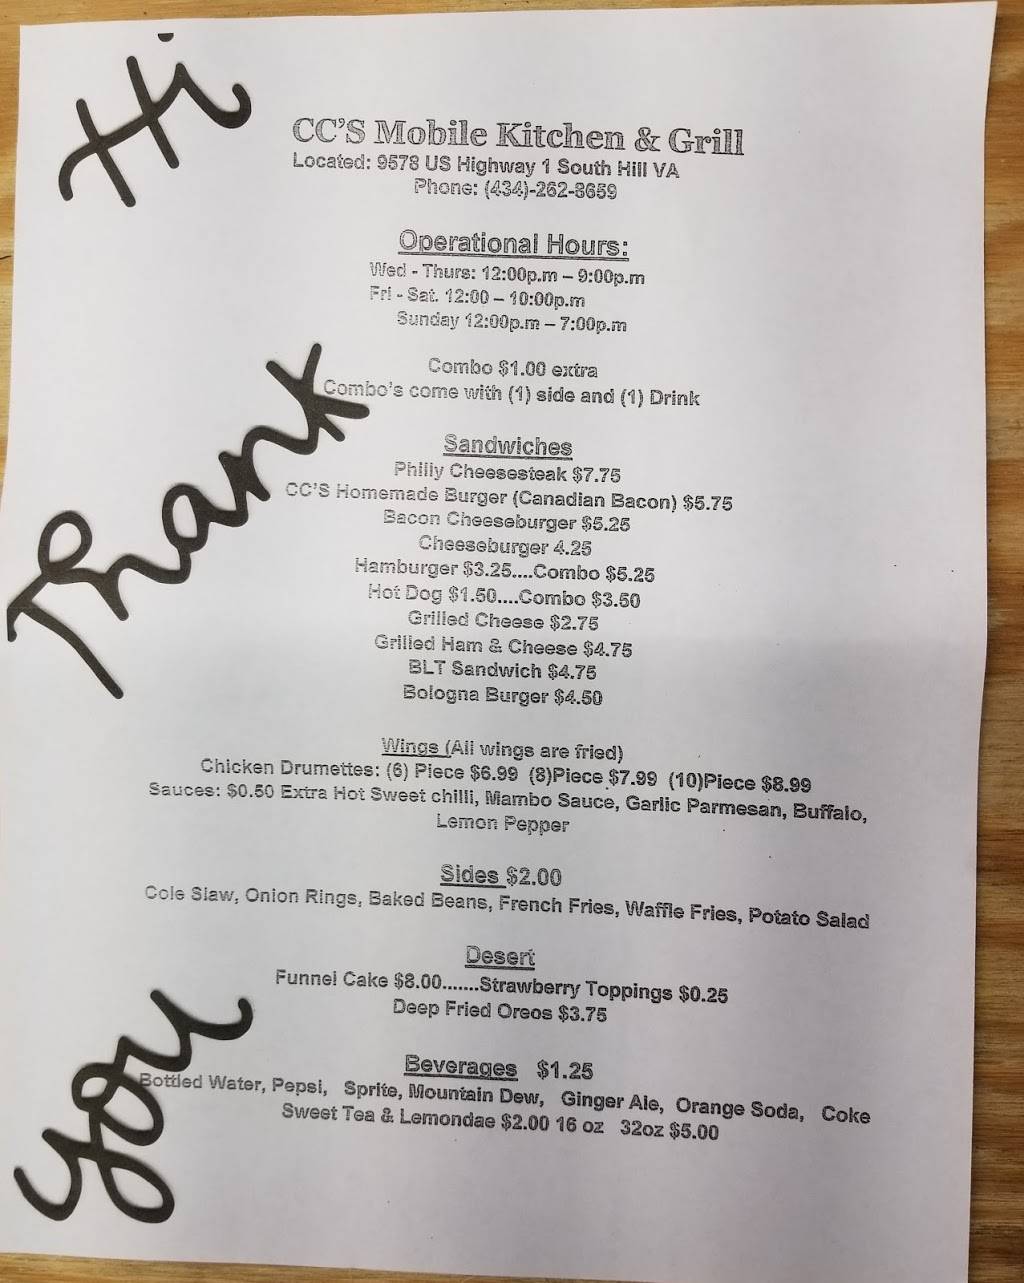 Hi
CC'S Mobile Kitchen & Grill
Located: 9578 US Highway 1 South Hill VA
Phone: (434)-262-8659
Operational Hours:
Wed - Thurs: 12:00p.m – 9:00p.m
Fri - Sat. 12:00 – 10:00p.m
Sunday 12:00p.m – 7:00p.m
Thank
Combo $1.00 extra
Combo's come with (1) side and (1) Drink
Sandwiches
Philly Cheesesteak $7.75
CC'S Homemade Burger (Canadian Bacon) $5.75
Bacon Cheeseburger $5.25
Cheeseburger 4.25
Hamburger $3.25....Combo $5.25
Hot Dog $1.50....Combo $3.50
Grilled Cheese $2.75
Grilled Ham & Cheese $4.75
BLT Sandwich $4.75
Bologna Burger $4.50
Wings (All wings are fried)
Chicken Drumettes: (6) Piece $6.99 (8)Piece $7.99 (10)Piece $8.99
Sauces: $0.50 Extra Hot Sweet chilli, Mambo Sauce, Garlic Parmesan, Buffalo,
Lemon Pepper
Sides $2.00
Cole Slaw, Onion Rings, Baked Beans, French Fries, Waffle Fries, Potato Salad
Desert
Funnel Cake $8.00.......Strawberry Toppings $0.25
Deep Fried Oreos $3.75
you
Beverages $1.25
Bottled Water, Pepsi, Sprite, Mountain Dew, Ginger Ale, Orange Soda, Coke
Sweet Tea & Lemondae $2.00 16 oz 32oz $5.00